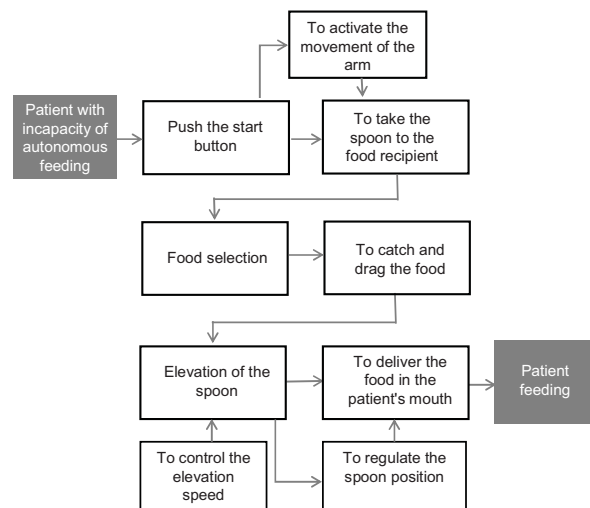 To activate the
movement of the
arm
Patient with
incapacity of
autonomous
feeding
Push the start
button
To take the
spoon to the
food recipient
Food selection
To catch and
drag the food
Elevation of the
spoon
To deliver the
food in the
patient's mouth
Patient
feeding
To control the
elevation
speed
To regulate the
spoon position